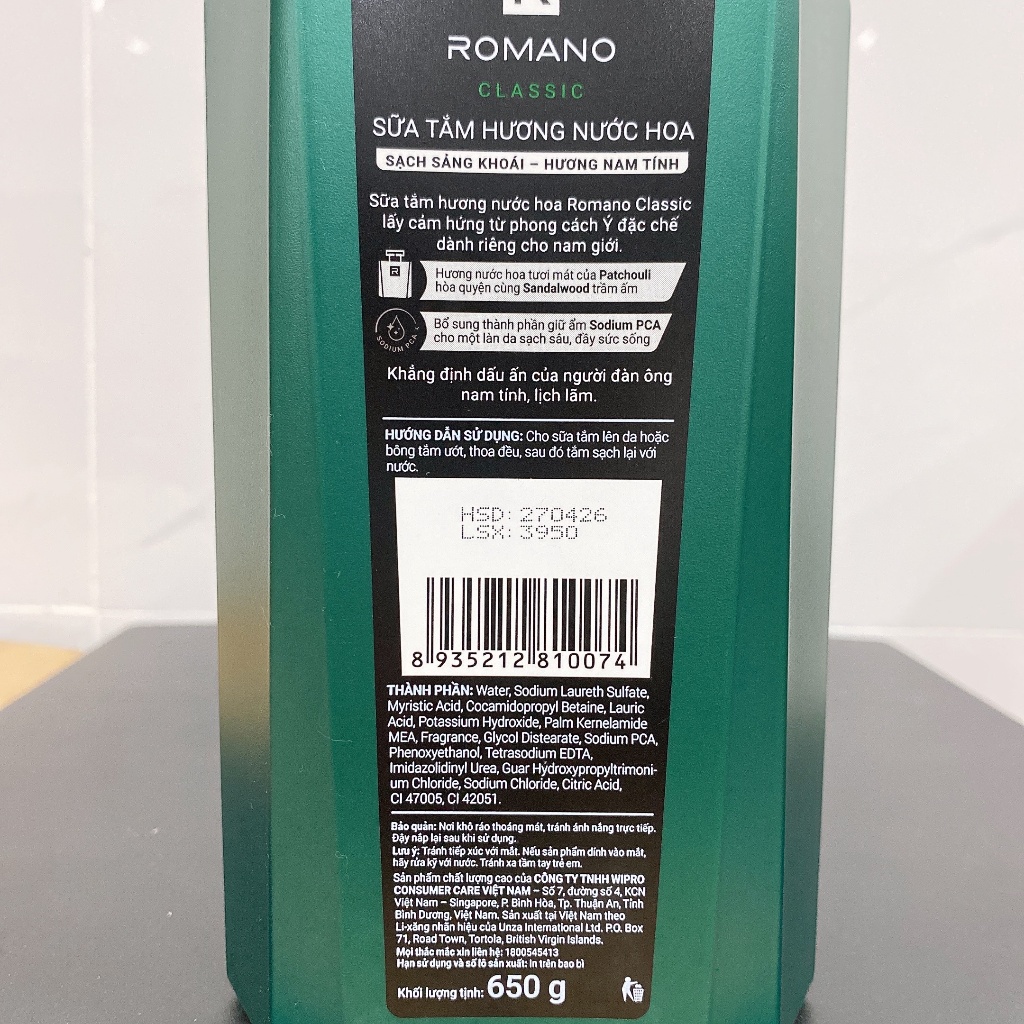 ROMANO
CLASSIC
SỮA TẮM HƯƠNG NƯỚC HOA
SẠCH SẢNG KHOÁI – HƯƠNG NAM TÍNH
Sữa tắm hương nước hoa Romano Classic
lấy cảm hứng từ phong cách Ý đặc chế
dành riêng cho nam giới.
R
Hương nước hoa tươi mát của Patchouli
hòa quyện cùng Sandalwood trầm ấm
SODIUM PCA
Bổ sung thành phần giữ ẩm Sodium PCA
cho một làn da sạch sâu, đầy sức sống
Khẳng định dấu ấn của người đàn ông
nam tính, lịch lãm.
HƯỚNG DẪN SỬ DỤNG: Cho sữa tắm lên da hoặc
bông tắm ướt, thoa đều, sau đó tắm sạch lại với
nước.
HSD: 270426
LSX: 3950
8 935212 810074
THÀNH PHẦN: Water, Sodium Laureth Sulfate,
Myristic Acid, Cocamidopropyl Betaine, Lauric
Acid, Potassium Hydroxide, Palm Kernelamide
MEA, Fragrance, Glycol Distearate, Sodium PCA,
Phenoxyethanol, Tetrasodium EDTA,
Imidazolidinyl Urea, Guar Hydroxypropyltrimoni-
um Chloride, Sodium Chloride, Citric Acid,
CI 47005, CI 42051.
Bảo quản: Nơi khô ráo thoáng mát, tránh ánh nắng trực tiếp.
Đậy nắp lại sau khi sử dụng.
Lưu ý: Tránh tiếp xúc với mắt. Nếu sản phẩm dính vào mắt,
hãy rửa kỹ với nước. Tránh xa tầm tay trẻ em.
Sản phẩm chất lượng cao của CÔNG TY TNHH WIPRO
CONSUMER CARE VIỆT NAM – Số 7, đường số 4, KCN
Việt Nam – Singapore, P. Bình Hòa, Tp. Thuận An, Tỉnh
Bình Dương, Việt Nam. Sản xuất tại Việt Nam theo
Li-xăng nhãn hiệu của Unza International Ltd. P.O. Box
71, Road Town, Tortola, British Virgin Islands.
Mọi thắc mắc xin liên hệ: 1800545413
Hạn sử dụng và số lô sản xuất: In trên bao bì
Khối lượng tịnh: 650 g